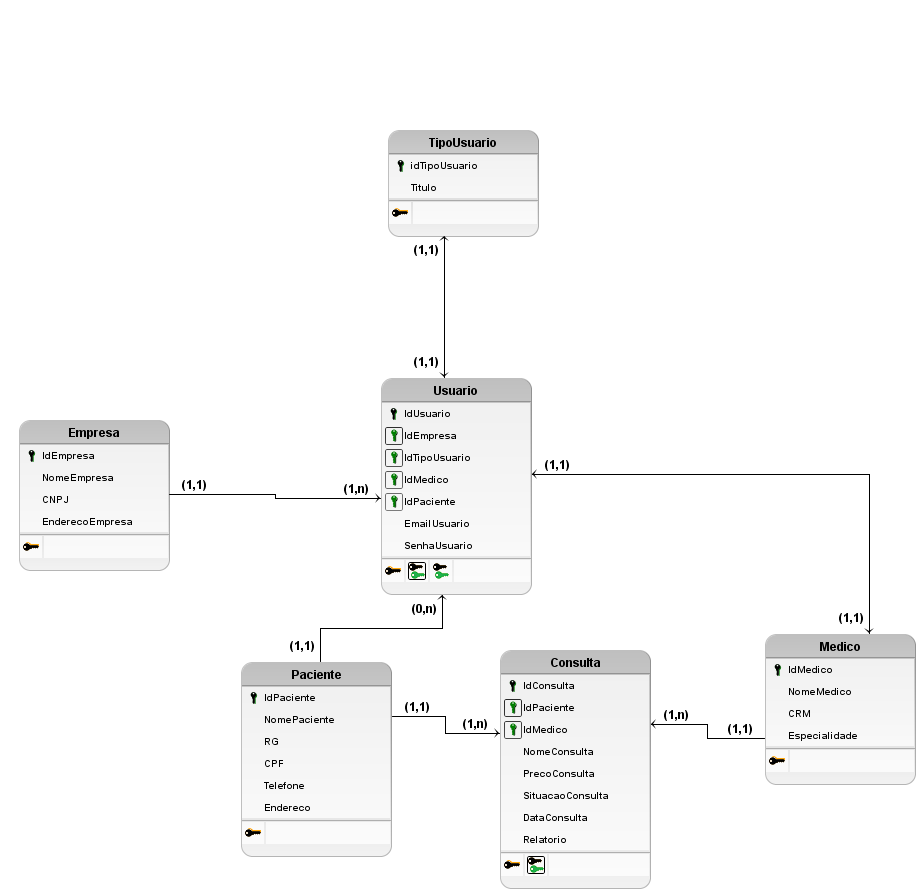 TipoUsuario
idTipoUsuario
Titulo
(1,1)
(1,1)
Usuario
IdUsuario
IdEmpresa
IdTipoUsuario
IdMedico
IdPaciente
EmailUsuario
SenhaUsuario
Empresa
IdEmpresa
NomeEmpresa
CNPJ
EnderecoEmpresa
(1,1)
(1,n)
(1,1)
(1,1)
(0,n)
(1,1)
Paciente
IdPaciente
NomePaciente
RG
CPF
Telefone
Endereco
(1,1)
(1,n)
Consulta
IdConsulta
IdPaciente
IdMedico
NomeConsulta
PrecoConsulta
SituacaoConsulta
DataConsulta
Relatorio
(1,n)
(1,1)
Medico
IdMedico
NomeMedico
CRM
Especialidade